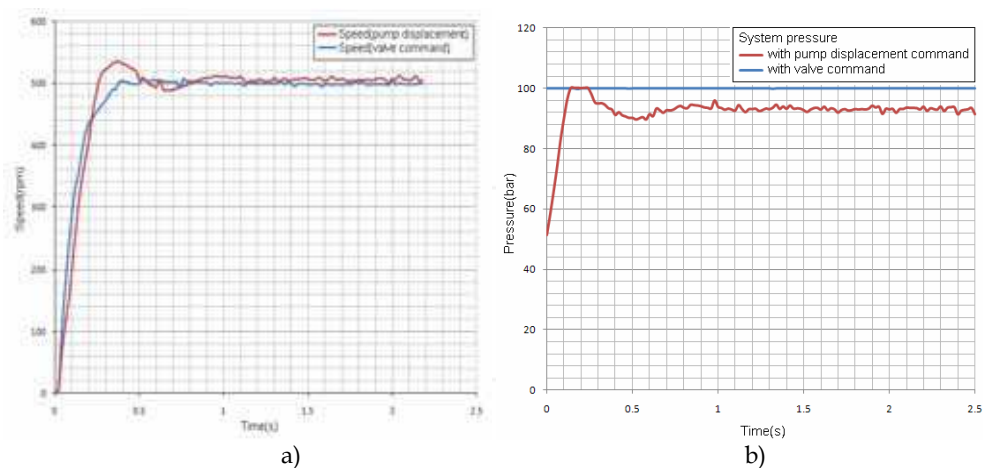 Speed(pump displacement)
Speed(valve command)
Speed(rpm)
600
500
400
300
200
100
0
0
0.5
1
1.5
2
2.5
Time(s)
a)
System pressure
with pump displacement command
with valve command
Pressure(bar)
120
100
80
60
40
20
0
0
0.5
1
1.5
2
2.5
Time(s)
b)